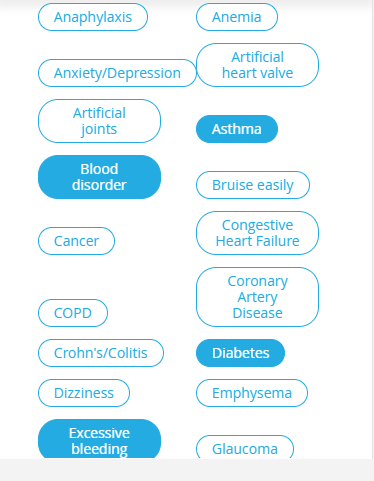 Anaphylaxis
Anemia
Anxiety/Depression
Artificial
heart valve
Artificial
joints
Asthma
Blood
disorder
Bruise easily
Cancer
Congestive
Heart Failure
COPD
Coronary
Artery
Disease
Crohn's/Colitis
Diabetes
Dizziness
Emphysema
Excessive
bleeding
Glaucoma